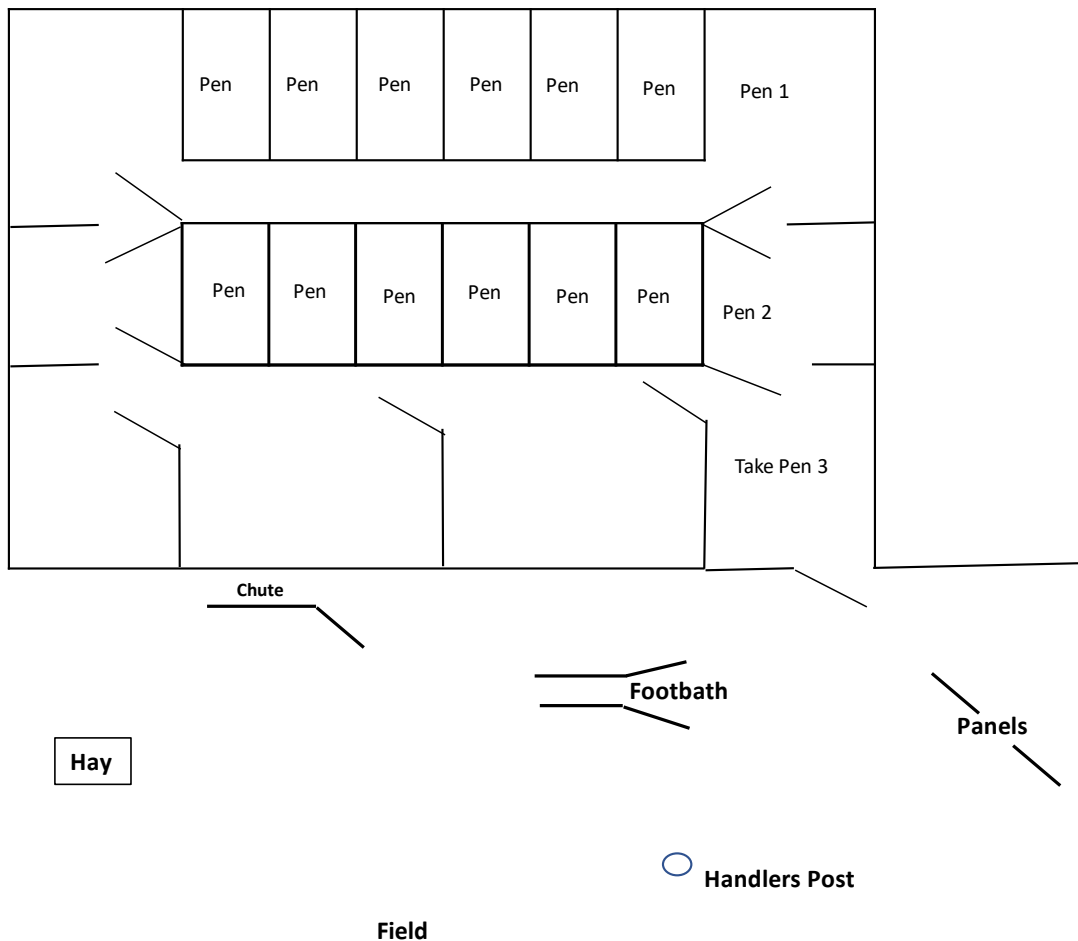 Pen
Pen
Pen
Pen
Pen
Pen
Pen 1
Pen
Pen
Pen
Pen
Pen
Pen
Pen 2
Take Pen 3
Chute
Footbath
Panels
Hay
Handlers Post
Field